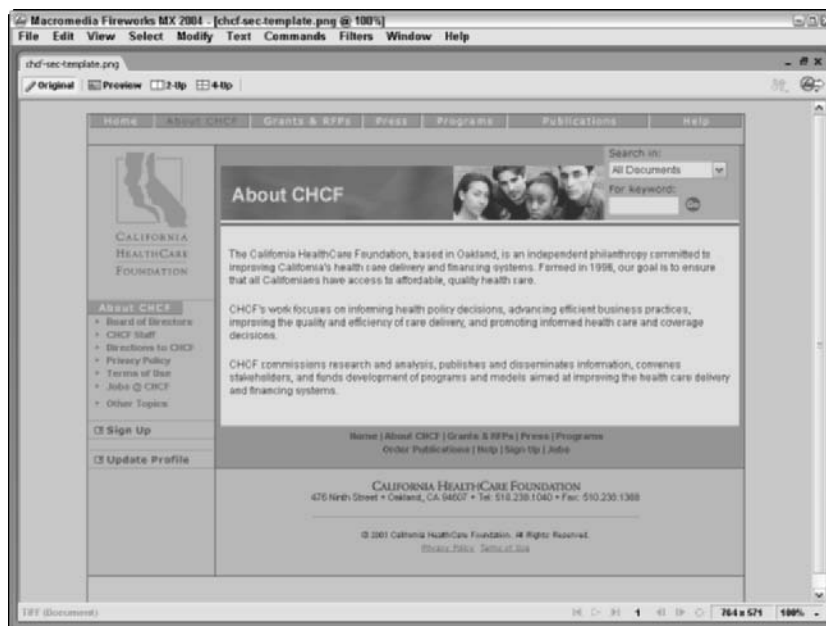 Macromedia Fireworks MX 2004 - [chcf-sec-template.png @ 100%]
File Edit View Select Modify Text Commands Filters Window Help
chcf-sec-template.png
Original Preview 2-Up 4-Up
Home About CHCF Grants & RFPs Press Programs Publications Help
Search in:
All Documents
For keyword:
Go
About CHCF
CALIFORNIA
HEALTHCARE
FOUNDATION
The California HealthCare Foundation, based in Oakland, is an independent philanthropy committed to
improving California's health care delivery and financing systems. Formed in 1996, our goal is to ensure
that all Californians have access to affordable, quality health care.
CHCF's work focuses on informing health policy decisions, advancing efficient business practices,
improving the quality and efficiency of care delivery, and promoting informed health care and coverage
decisions.
CHCF commissions research and analysis, publishes and disseminates information, convenes
stakeholders, and funds development of programs and models aimed at improving the health care delivery
and financing systems.
About CHCF
Board of Directors
CHCF Staff
Directions to CHCF
Privacy Policy
Terms of Use
Jobs @ CHCF
Other Topics
Sign Up
Update Profile
Home | About CHCF | Grants & RFPs | Press | Programs
Order Publications | Help | Sign Up | Jobs
CALIFORNIA HEALTHCARE FOUNDATION
476 Ninth Street • Oakland, CA 94607 • Tel: 510.238.1040 • Fax: 510.238.1388
© 2001 California HealthCare Foundation. All Rights Reserved.
Privacy Policy Terms of Use
TIFF (Document)
1
764 x 571
100%